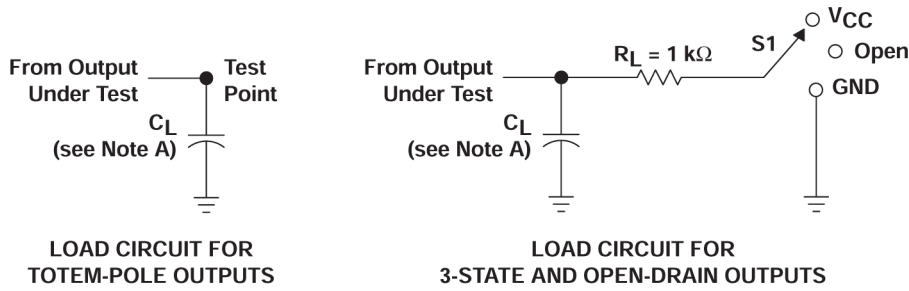 From Output
Under Test
Test
Point
CL
(see Note A)
LOAD CIRCUIT FOR
TOTEM-POLE OUTPUTS
From Output
Under Test
RL = 1 kΩ
S1
VCC
Open
GND
CL
(see Note A)
LOAD CIRCUIT FOR
3-STATE AND OPEN-DRAIN OUTPUTS